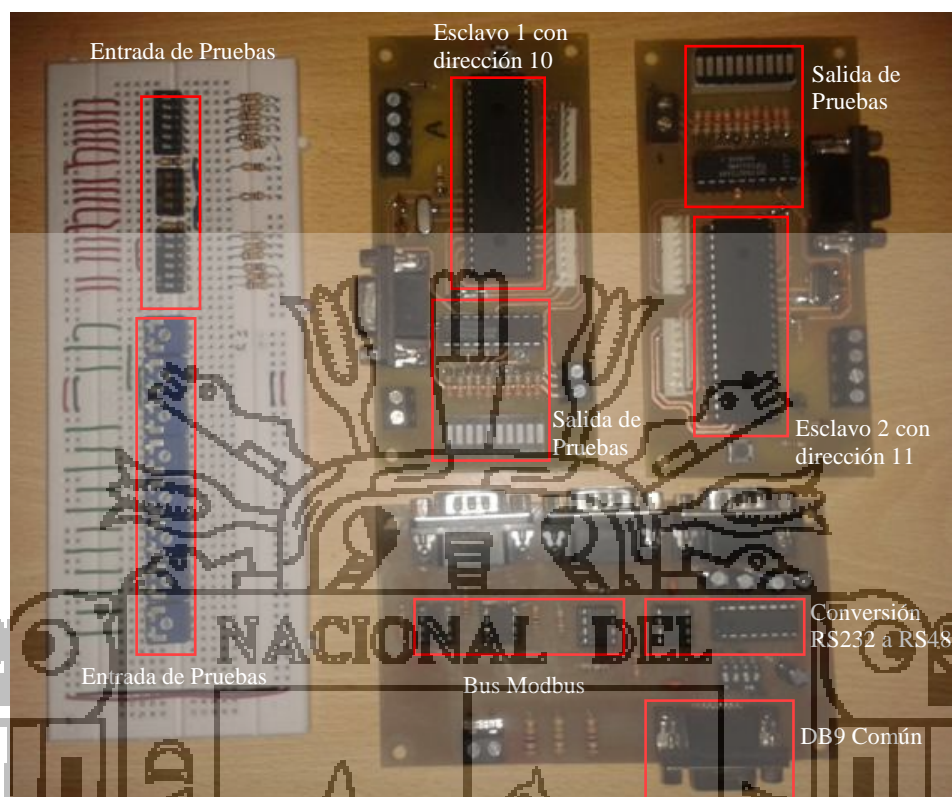 Entrada de Pruebas
Esclavo 1 con
dirección 10
Salida de
Pruebas
Salida de
Pruebas
Esclavo 2 con
dirección 11
Conversión
RS232 a RS48
NACIONAL DEL
Entrada de Pruebas
Bus Modbus
DB9 Común